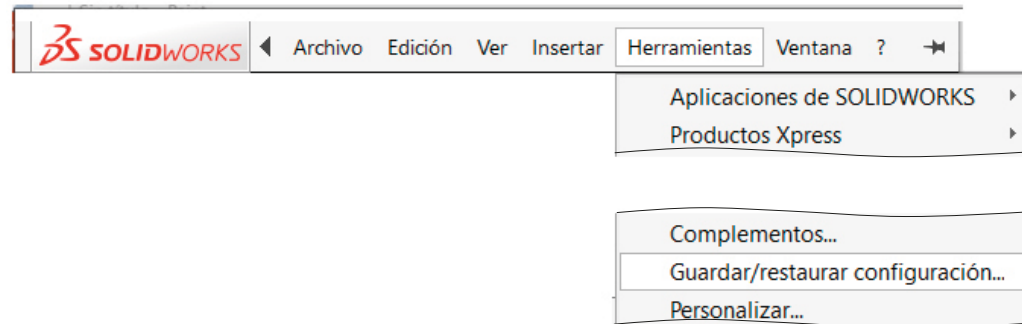 SOLIDWORKS Archivo Edición Ver Insertar Herramientas Ventana ?
Aplicaciones de SOLIDWORKS
Productos Xpress
Complementos...
Guardar/restaurar configuración...
Personalizar...